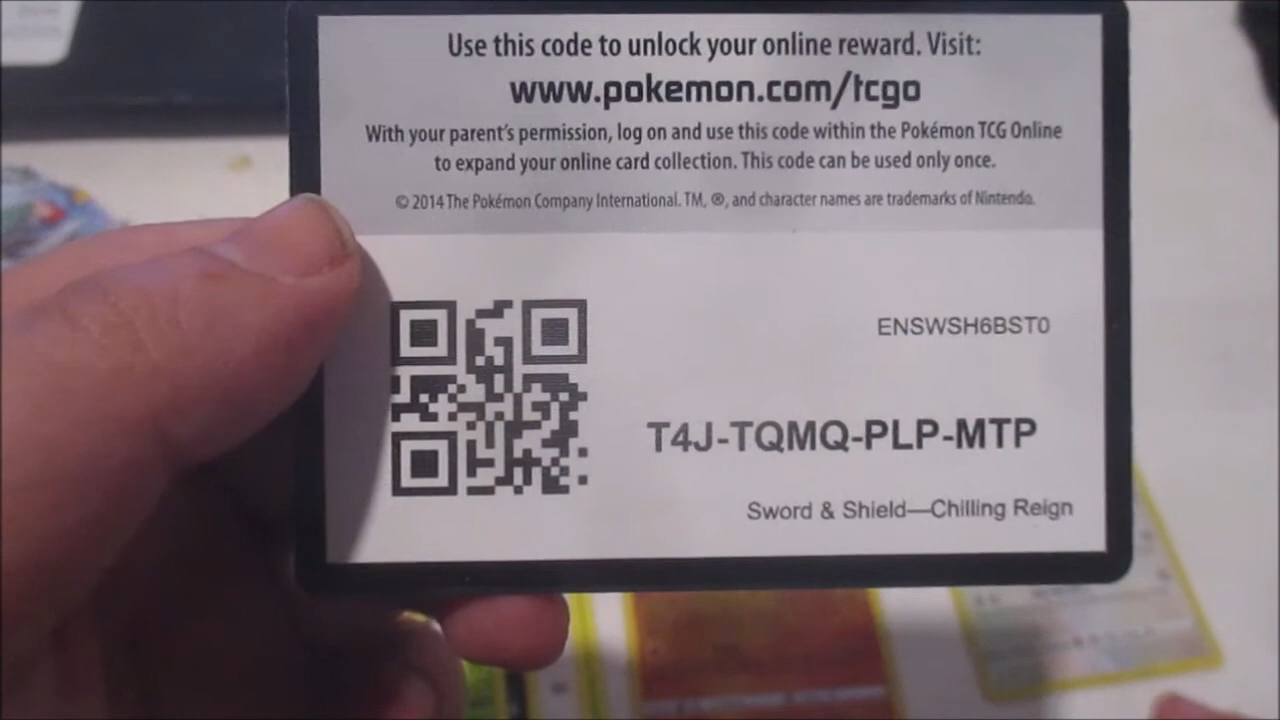 Use this code to unlock your online reward. Visit:
www.pokemon.com/tcgo
With your parent's permission, log on and use this code within the Pokémon TCG Online
to expand your online card collection. This code can be used only once.
© 2014 The Pokémon Company International. TM, ®, and character names are trademarks of Nintendo.
ENSWSH6BST0
T4J-TQMQ-PLP-MTP
Sword & Shield—Chilling Reign